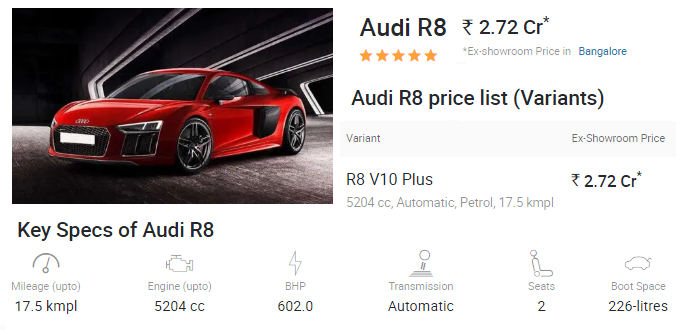 Audi R8 ₹ 2.72 Cr*
*Ex-showroom Price in Bangalore
Audi R8 price list (Variants)
Variant Ex-Showroom Price
R8 V10 Plus ₹ 2.72 Cr*
5204 cc, Automatic, Petrol, 17.5 kmpl
Key Specs of Audi R8
Mileage (upto) Engine (upto) BHP Transmission Seats Boot Space
17.5 kmpl 5204 cc 602.0 Automatic 2 226-litres